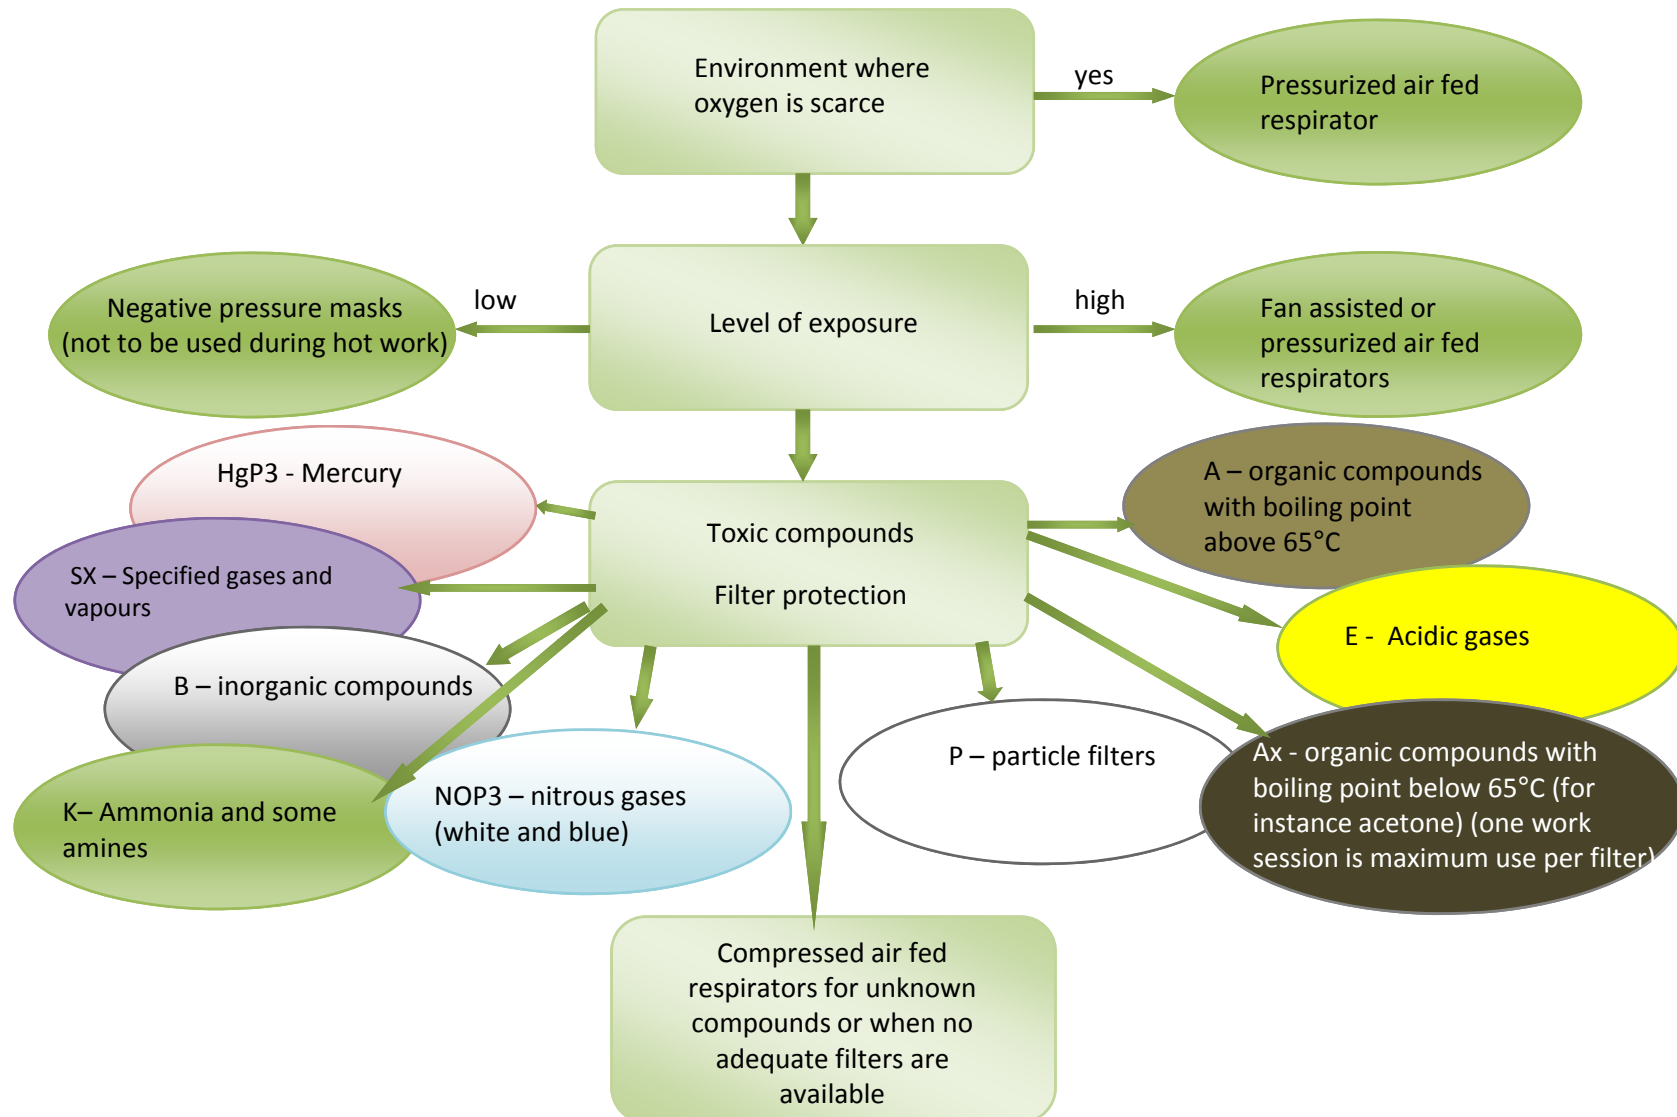 Environment where
oxygen is scarce
yes
Pressurized air fed
respirator
Negative pressure masks
(not to be used during hot work)
low
Level of exposure
high
Fan assisted or
pressurized air fed
respirators
HgP3 - Mercury
SX – Specified gases and
vapours
B – inorganic compounds
K– Ammonia and some
amines
NOP3 – nitrous gases
(white and blue)
Toxic compounds
Filter protection
P – particle filters
A – organic compounds
with boiling point
above 65°C
E -  Acidic gases
Ax - organic compounds with
boiling point below 65°C (for
instance acetone) (one work
session is maximum use per filter)
Compressed air fed
respirators for unknown
compounds or when no
adequate filters are
available